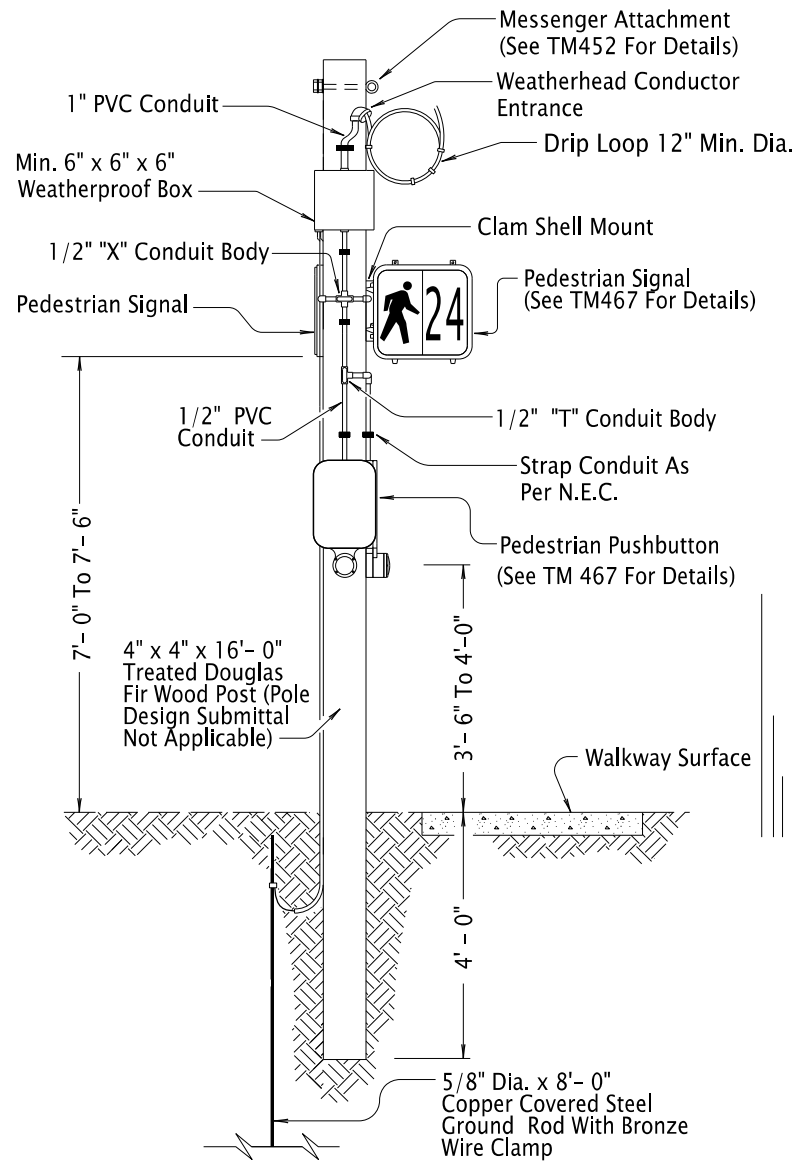 Messenger Attachment
(See TM452 For Details)
1" PVC Conduit
Weatherhead Conductor
Entrance
Drip Loop 12" Min. Dia.
Min. 6" x 6" x 6"
Weatherproof Box
Clam Shell Mount
1/2" "X" Conduit Body
Pedestrian Signal
(See TM467 For Details)
Pedestrian Signal
24
1/2" PVC
Conduit
1/2" "T" Conduit Body
Strap Conduit As
Per N.E.C.
Pedestrian Pushbutton
(See TM 467 For Details)
7'- 0" To 7'- 6"
3'- 6" To 4'-0"
4" x 4" x 16'- 0"
Treated Douglas
Fir Wood Post (Pole
Design Submittal
Not Applicable)
Walkway Surface
4' - 0"
5/8" Dia. x 8'- 0"
Copper Covered Steel
Ground Rod With Bronze
Wire Clamp